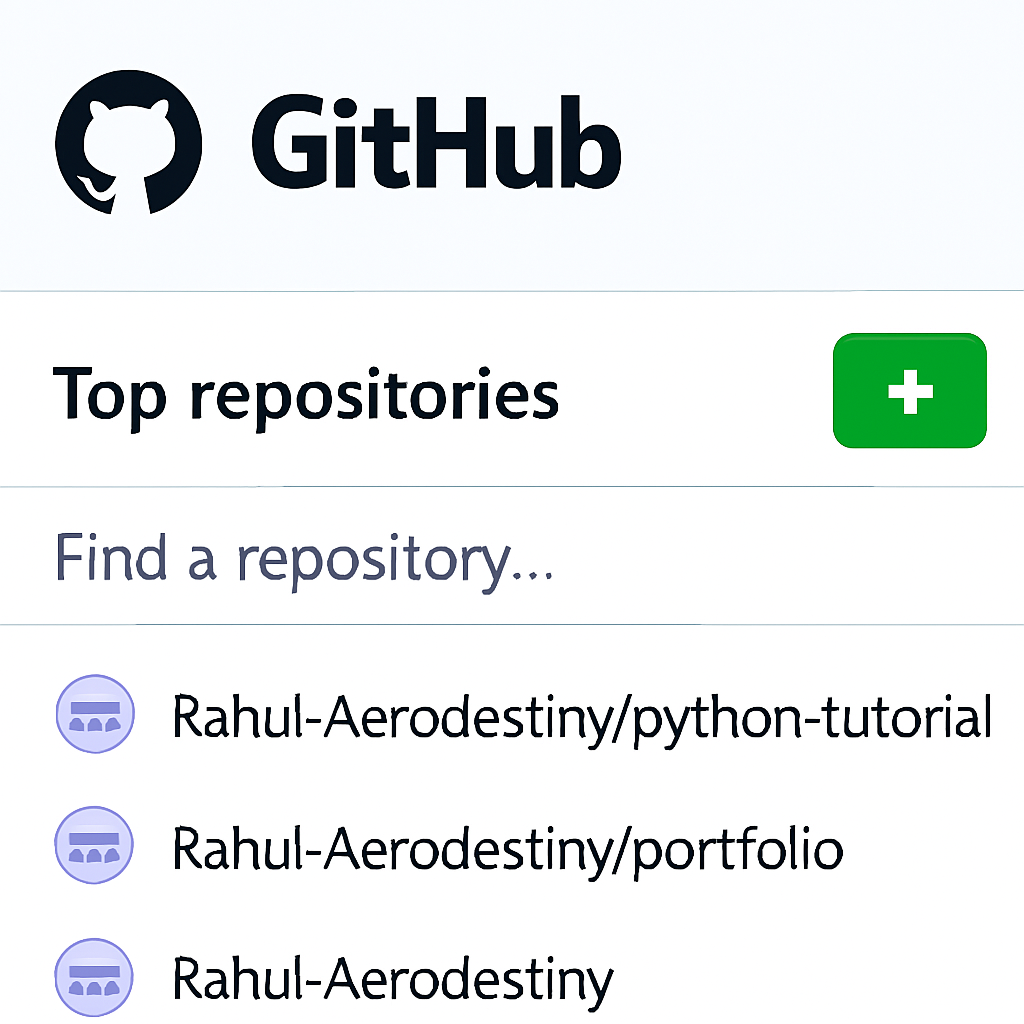 GitHub
Top repositories
Find a repository...
Rahul-Aerodestiny/python-tutorial
Rahul-Aerodestiny/portfolio
Rahul-Aerodestiny